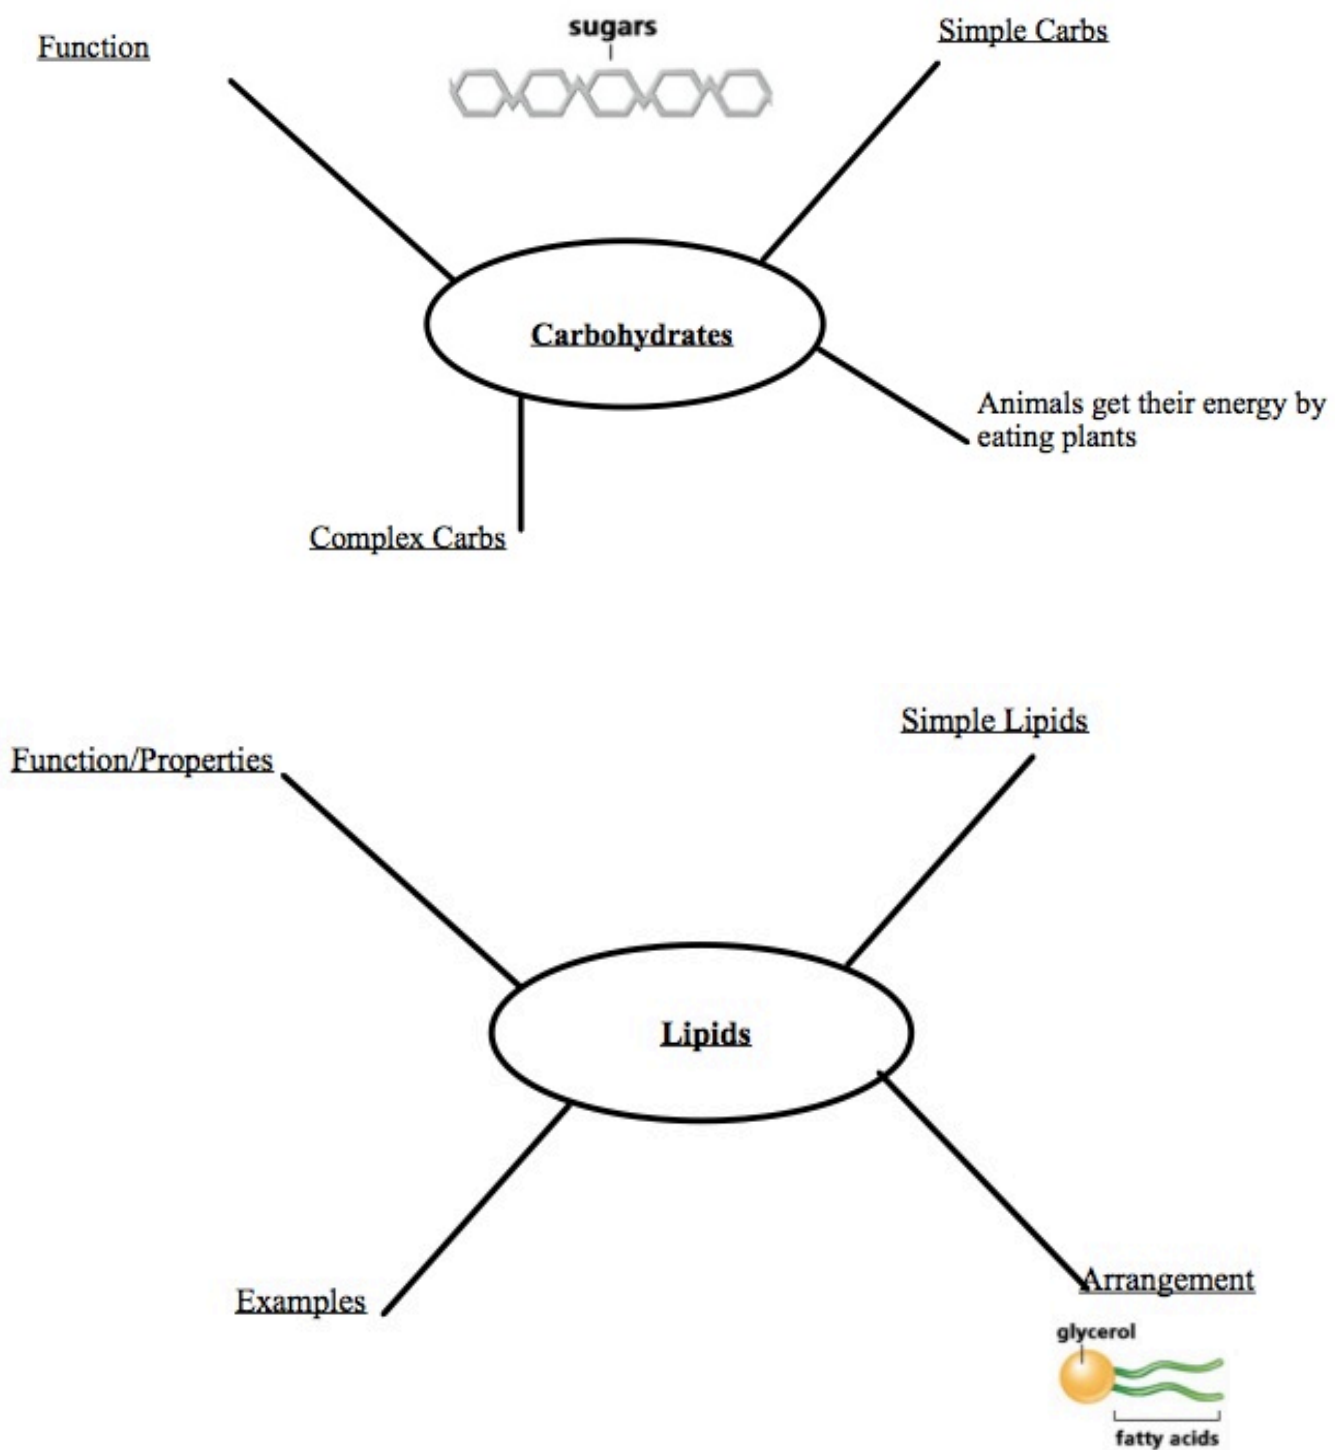 Function
sugars
Simple Carbs
Carbohydrates
Animals get their energy by
eating plants
Complex Carbs
Simple Lipids
Function/Properties
Lipids
Arrangement
Examples
glycerol
fatty acids